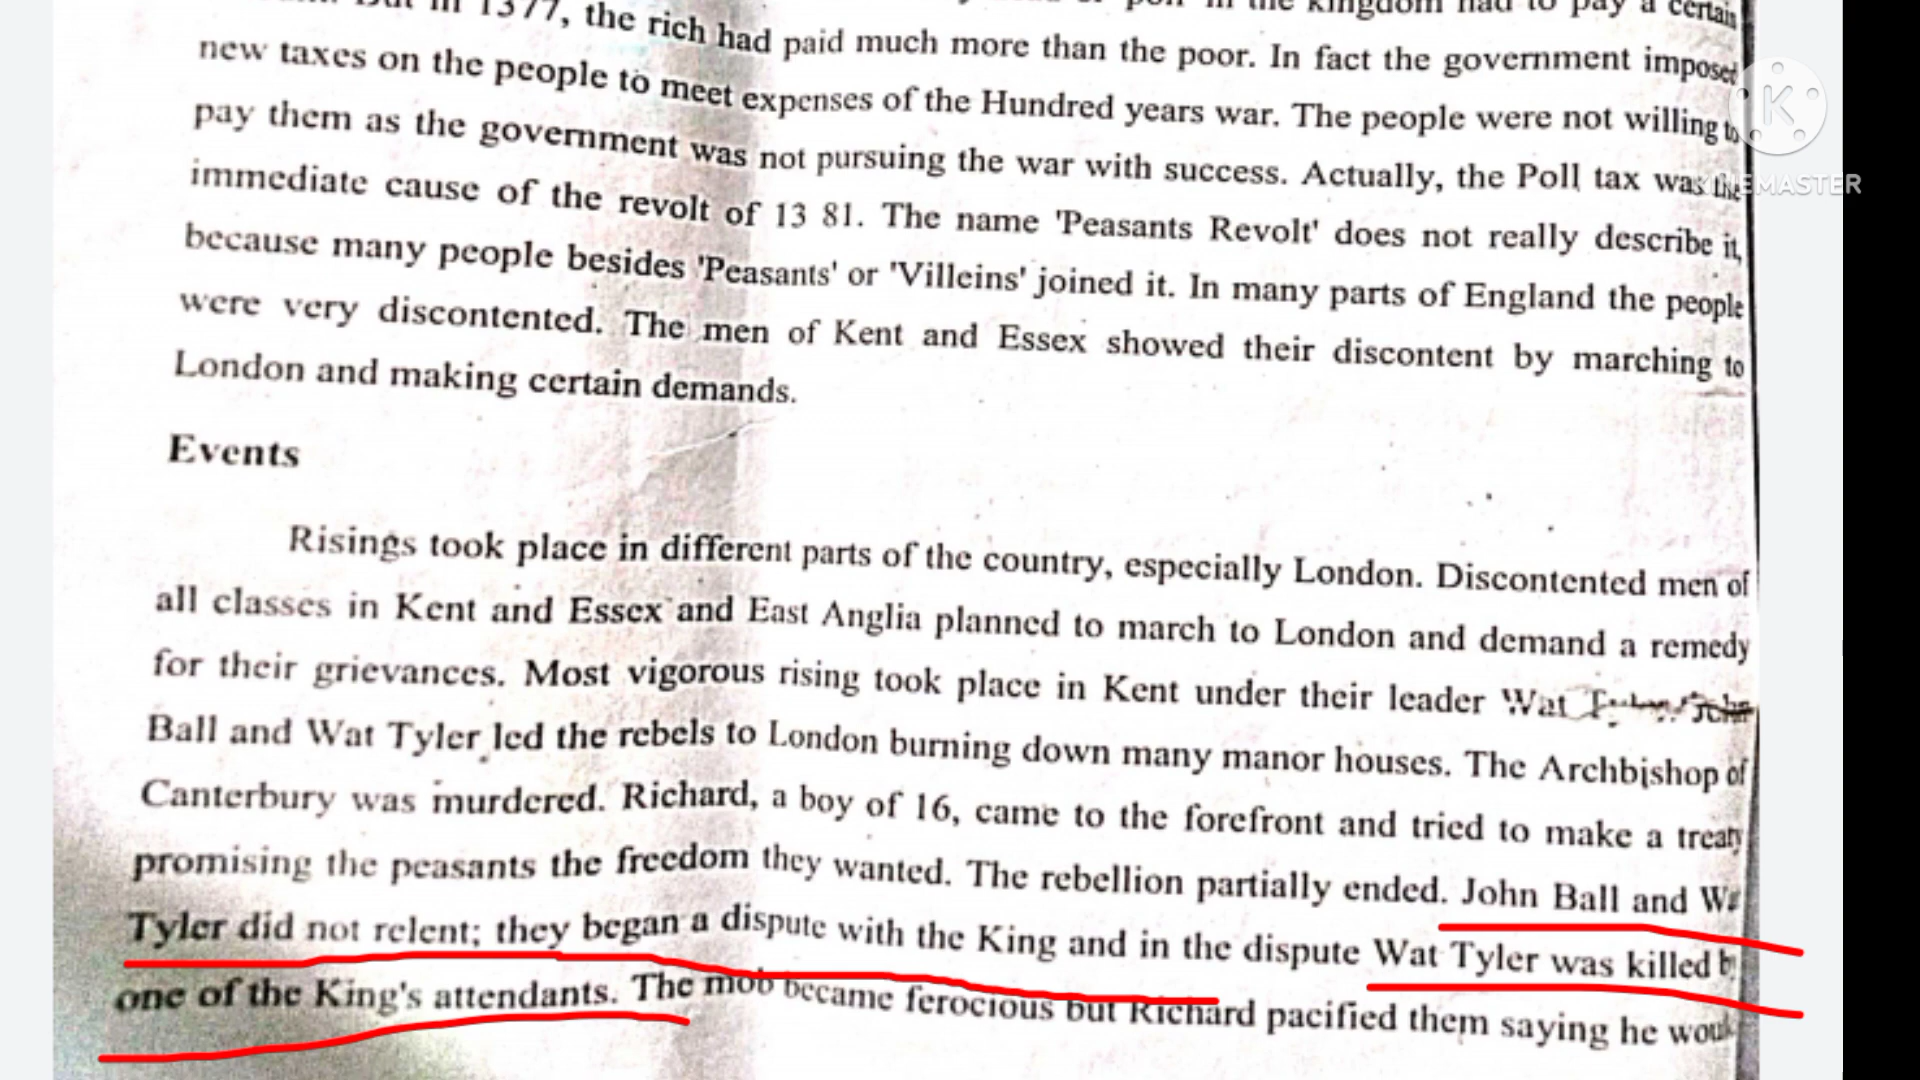 in 1377, the rich had paid much more than the poor. In fact the government imposed
new taxes on the people to meet expenses of the Hundred years war. The people were not willing to
pay them as the government was not pursuing the war with success. Actually, the Poll tax was the
immediate cause of the revolt of 13 81. The name 'Peasants Revolt' does not really describe it,
because many people besides 'Peasants' or 'Villeins' joined it. In many parts of England the people
were very discontented. The men of Kent and Essex showed their discontent by marching to
London and making certain demands.
Events
Risings took place in different parts of the country, especially London. Discontented men of
all classes in Kent and Essex and East Anglia planned to march to London and demand a remedy
for their grievances. Most vigorous rising took place in Kent under their leader Wat
Ball and Wat Tyler led the rebels to London burning down many manor houses. The Archbishop of
Canterbury was murdered. Richard, a boy of 16, came to the forefront and tried to make a treaty
promising the peasants the freedom they wanted. The rebellion partially ended. John Ball and
Tyler did not relent; they began a dispute with the King and in the dispute Wat Tyler was killed
one of the King's attendants. The mob became ferocious but Richard pacified them saying he
K
KINEMASTER